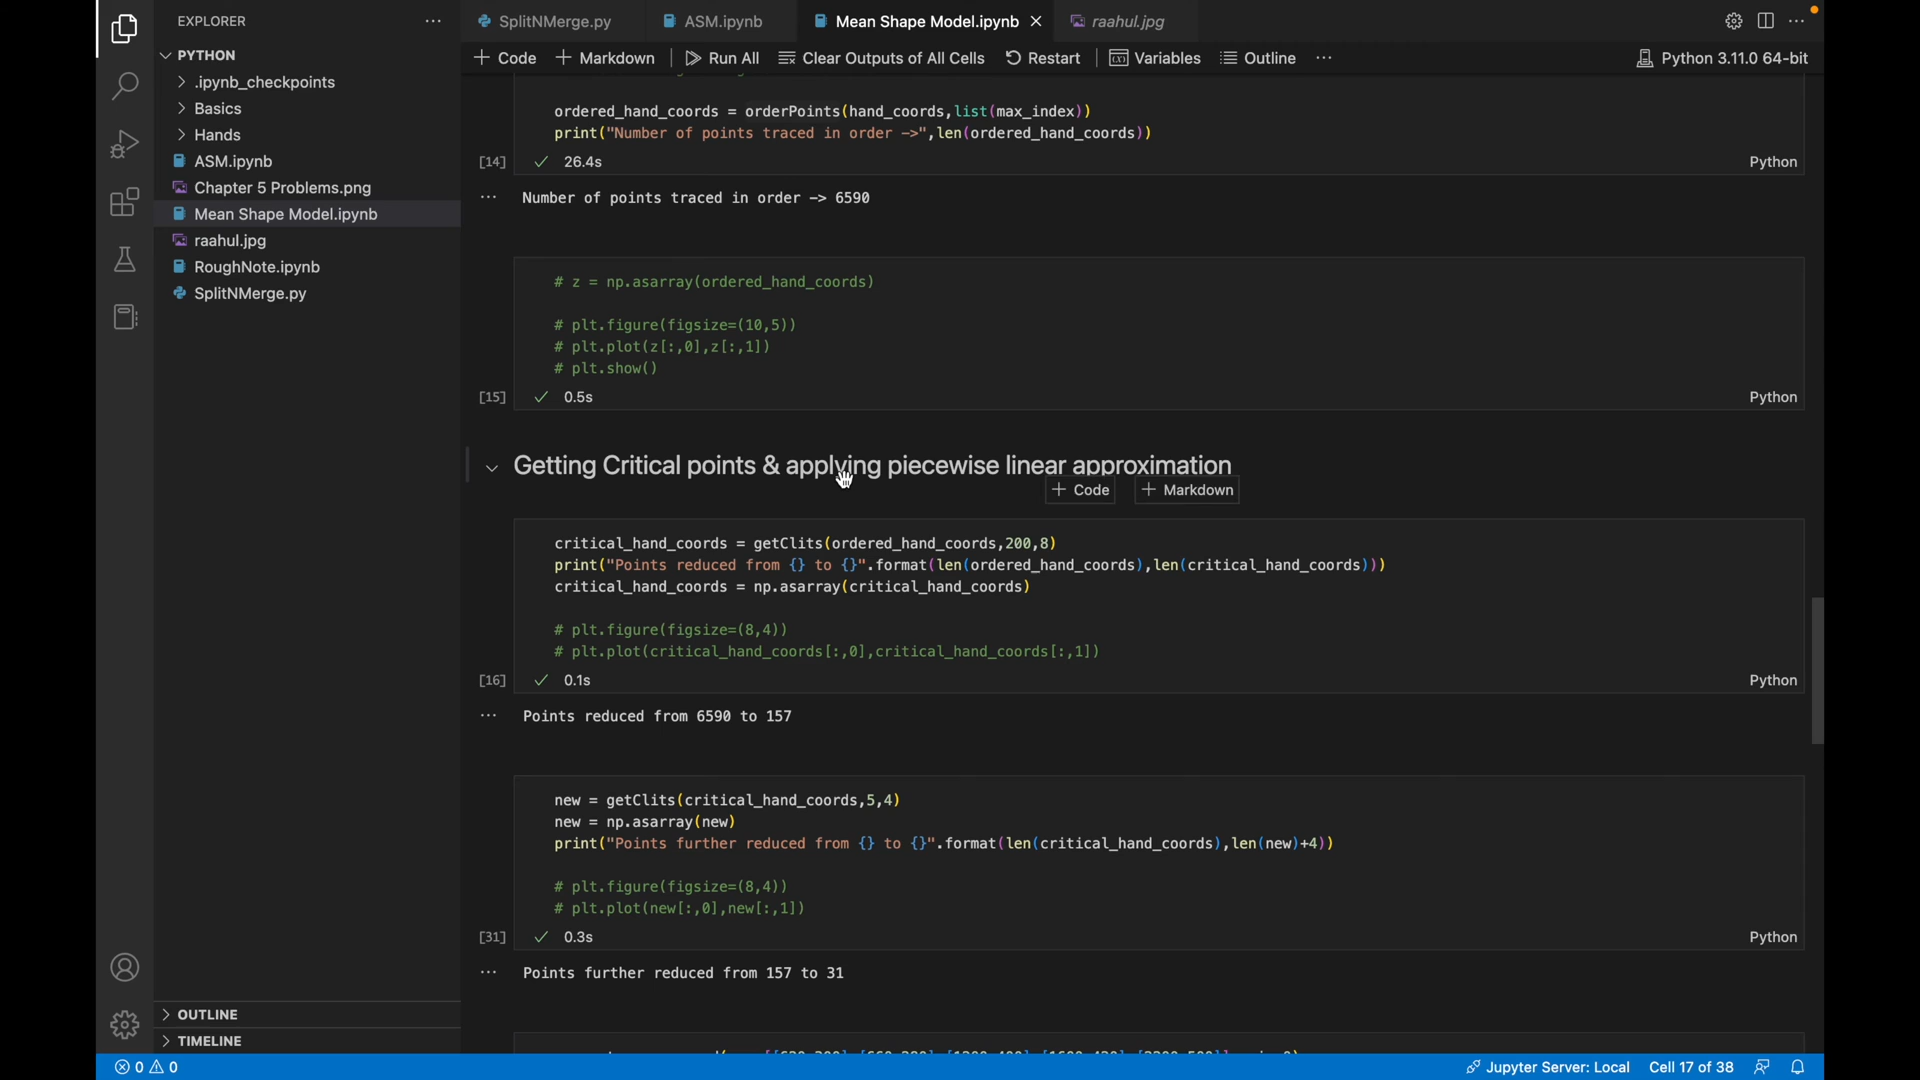 EXPLORER
SplitNMerge.py
ASM.ipynb
Mean Shape Model.ipynb
raahul.jpg
PYTHON
.ipynb_checkpoints
Basics
Hands
ASM.ipynb
Chapter 5 Problems.png
Mean Shape Model.ipynb
raahul.jpg
RoughNote.ipynb
SplitNMerge.py
OUTLINE
TIMELINE
Code
Markdown
Run All
Clear Outputs of All Cells
Restart
Variables
Outline
Python 3.11.0 64-bit
ordered_hand_coords = orderPoints(hand_coords,list(max_index))
print("Number of points traced in order ->",len(ordered_hand_coords))
[14] 26.4s Python
Number of points traced in order -> 6590
# z = np.asarray(ordered_hand_coords)
# plt.figure(figsize=(10,5))
# plt.plot(z[:,0],z[:,1])
# plt.show()
[15] 0.5s Python
Getting Critical points & applying piecewise linear approximation
+ Code + Markdown
critical_hand_coords = getClits(ordered_hand_coords,200,8)
print("Points reduced from {} to {}".format(len(ordered_hand_coords),len(critical_hand_coords)))
critical_hand_coords = np.asarray(critical_hand_coords)
# plt.figure(figsize=(8,4))
# plt.plot(critical_hand_coords[:,0],critical_hand_coords[:,1])
[16] 0.1s Python
Points reduced from 6590 to 157
new = getClits(critical_hand_coords,5,4)
new = np.asarray(new)
print("Points further reduced from {} to {}".format(len(critical_hand_coords),len(new)+4))
# plt.figure(figsize=(8,4))
# plt.plot(new[:,0],new[:,1])
[31] 0.3s Python
Points further reduced from 157 to 31
0 0
Jupyter Server: Local
Cell 17 of 38